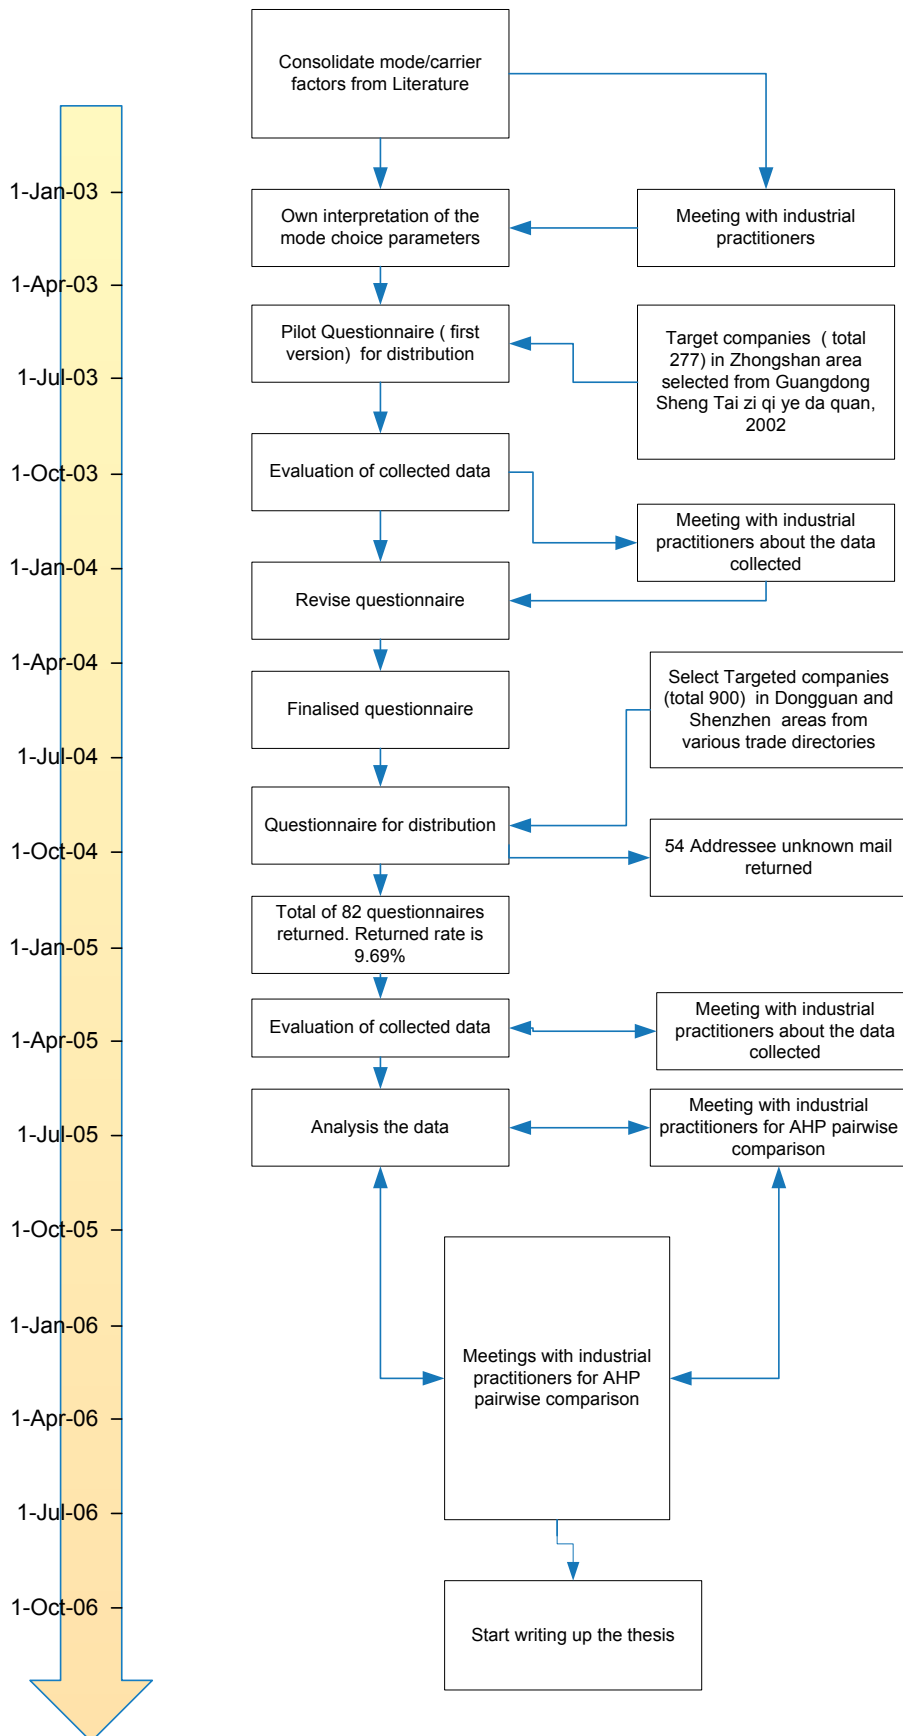 Consolidate mode/carrier
factors from Literature
1-Jan-03
Own interpretation of the
mode choice parameters
Meeting with industrial
practitioners
1-Apr-03
Pilot Questionnaire ( first
version) for distribution
Target companies ( total
277) in Zhongshan area
selected from Guangdong
Sheng Tai zi qi ye da quan,
2002
1-Jul-03
1-Oct-03
Evaluation of collected data
Meeting with industrial
practitioners about the data
collected
1-Jan-04
Revise questionnaire
1-Apr-04
Finalised questionnaire
Select Targeted companies
(total 900) in Dongguan and
Shenzhen areas from
various trade directories
1-Jul-04
Questionnaire for distribution
1-Oct-04
54 Addressee unknown mail
returned
Total of 82 questionnaires
returned. Returned rate is
9.69%
1-Jan-05
Evaluation of collected data
Meeting with industrial
practitioners about the data
collected
1-Apr-05
Analysis the data
Meeting with industrial
practitioners for AHP pairwise
comparison
1-Jul-05
1-Oct-05
1-Jan-06
Meetings with industrial
practitioners for AHP
pairwise comparison
1-Apr-06
1-Jul-06
1-Oct-06
Start writing up the thesis